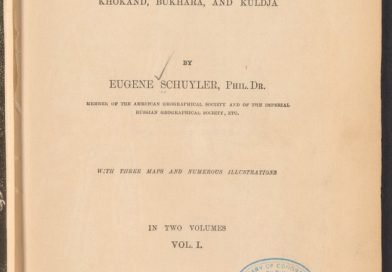 KHOKAND, BUKHARA, AND KULDJA
BY
EUGENE SCHUYLER, PHIL. DR.
MEMBER OF THE AMERICAN GEOGRAPHICAL SOCIETY AND OF THE IMPERIAL
RUSSIAN GEOGRAPHICAL SOCIETY, ETC.
WITH THREE MAPS AND NUMEROUS ILLUSTRATIONS
IN TWO VOLUMES
VOL. I.